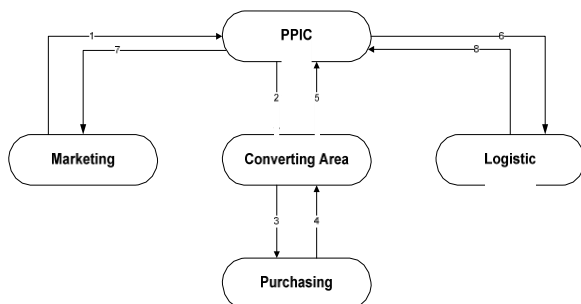 PPIC
1
7
6
8
2
5
Marketing
Converting Area
Logistic
3
4
Purchasing